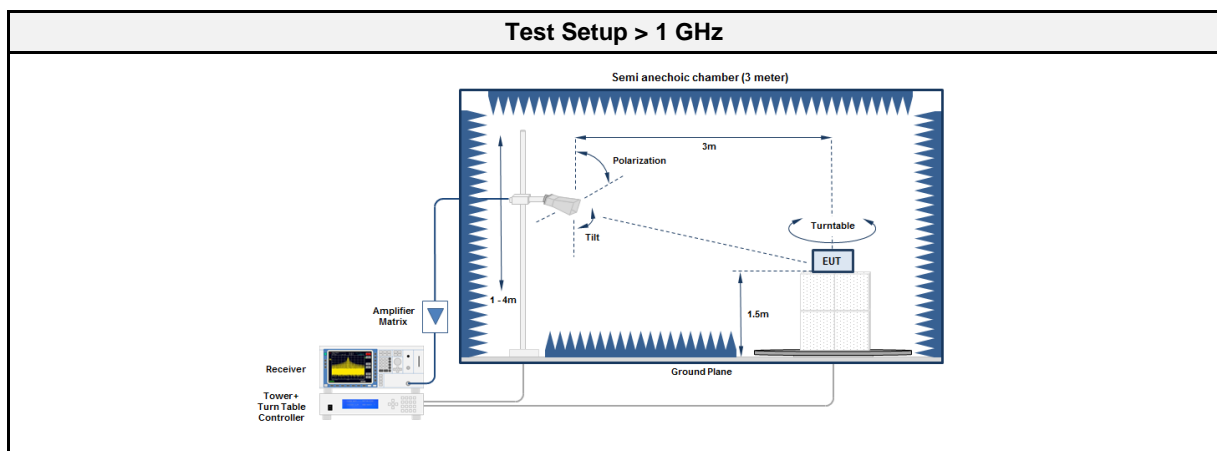 Test Setup > 1 GHz
Semi anechoic chamber (3 meter)
3m
Polarization
Tilt
Turntable
EUT
1 - 4m
1.5m
Amplifier
Matrix
Receiver
Ground Plane
Tower+
Turn Table
Controller